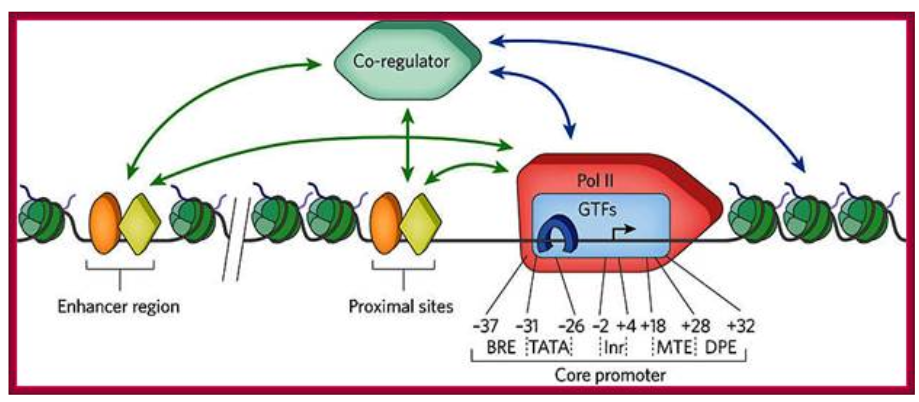 Co-regulator
Pol II
GTFs
Enhancer region
Proximal sites
–37 –31 –26 –2 +4 +18 +28 +32
BRE TATA Inr MTE DPE
Core promoter